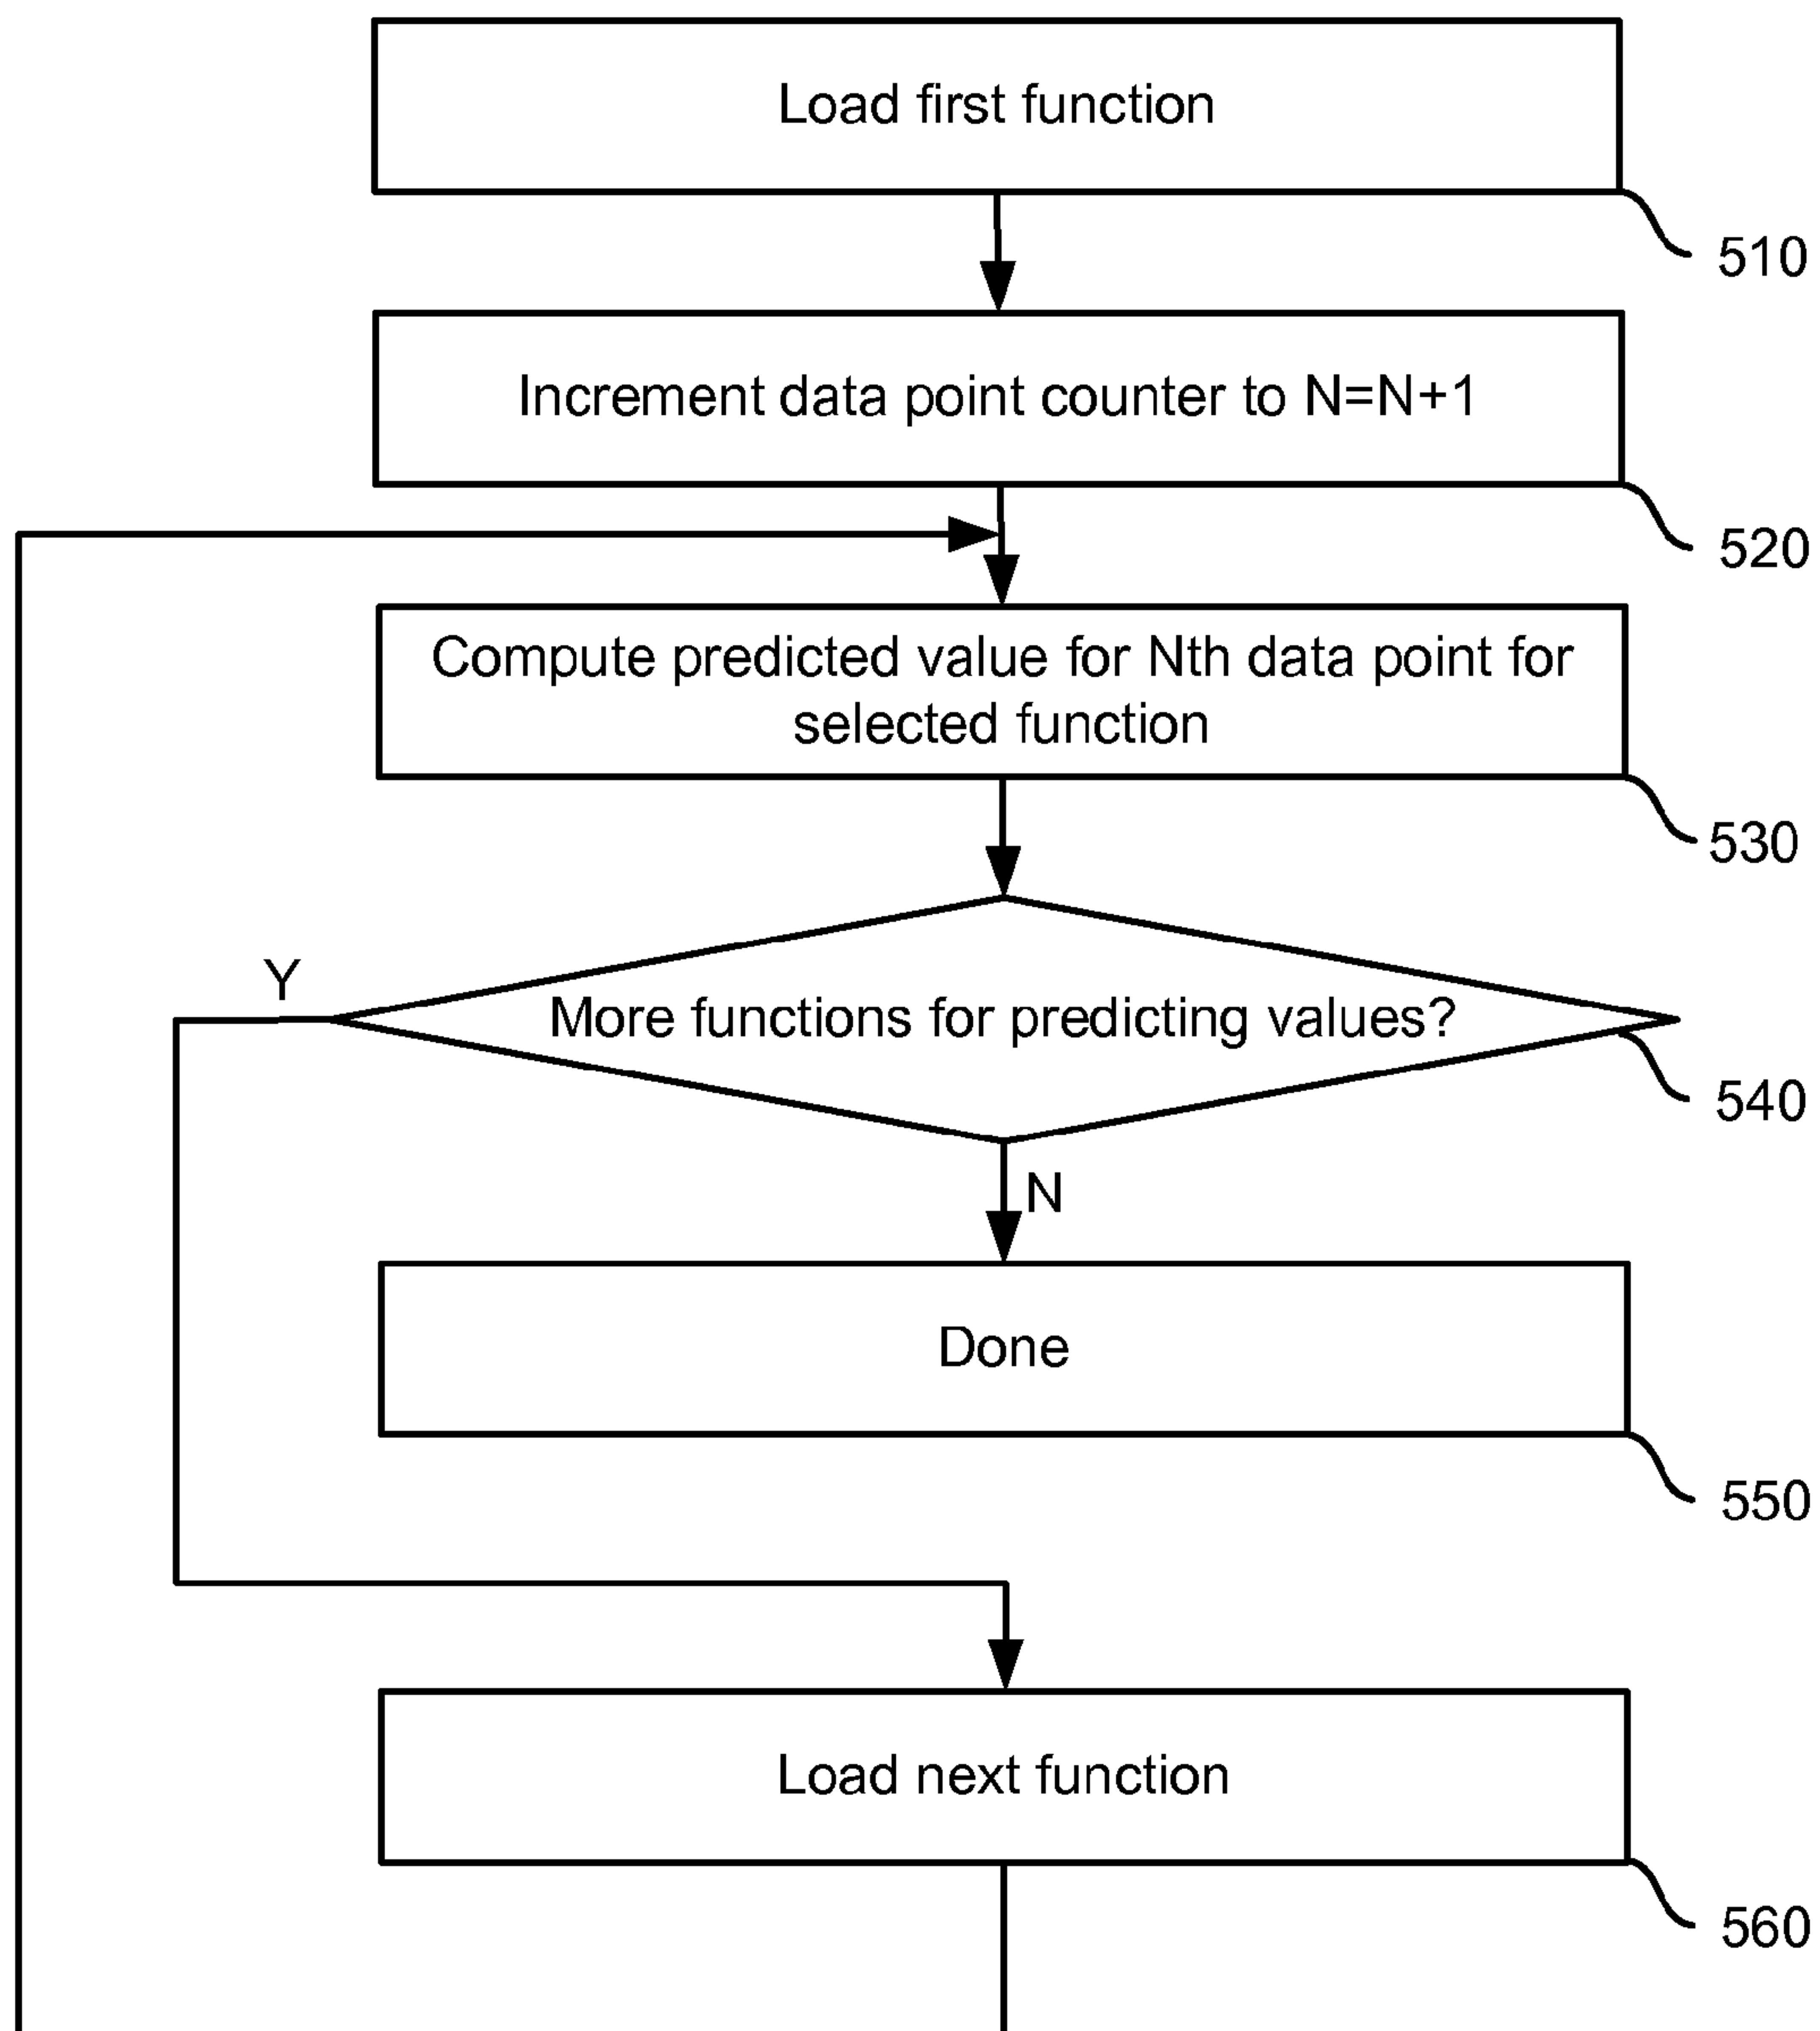 Load first function
510
Increment data point counter to N=N+1
520
Compute predicted value for Nth data point for
selected function
530
Y
More functions for predicting values?
540
N
Done
550
Load next function
560